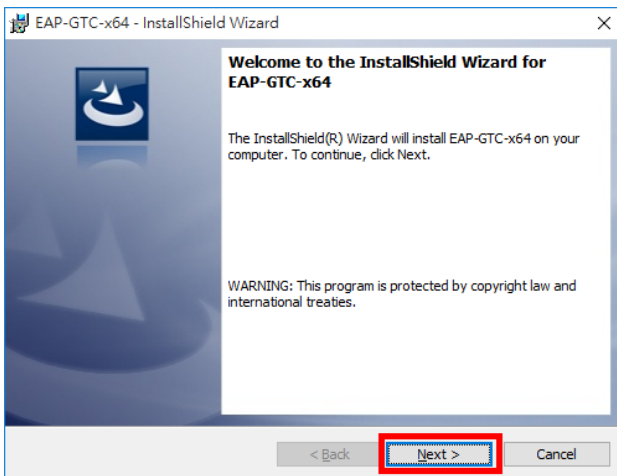 EAP-GTC-x64 - InstallShield Wizard
Welcome to the InstallShield Wizard for
EAP-GTC-x64
The InstallShield(R) Wizard will install EAP-GTC-x64 on your
computer. To continue, click Next.
WARNING: This program is protected by copyright law and
international treaties.
< Back Next > Cancel